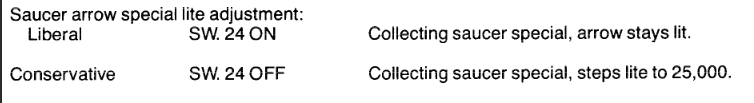 Saucer arrow special lite adjustment:
Liberal SW. 24 ON Collecting saucer special, arrow stays lit.
Conservative SW. 24 OFF Collecting saucer special, steps lite to 25,000.